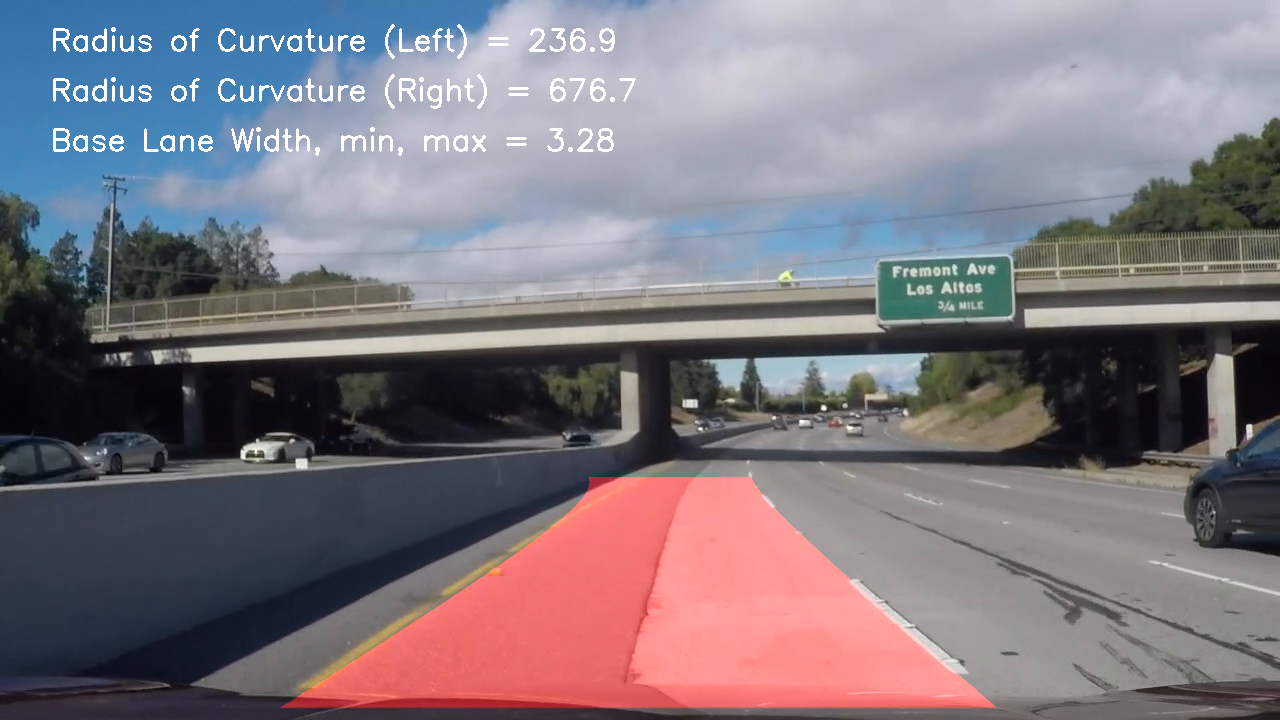 Radius of Curvature (Left) = 236.9
Radius of Curvature (Right) = 676.7
Base Lane Width, min, max = 3.28
Fremont Ave
Los Altos
3/4 MILE